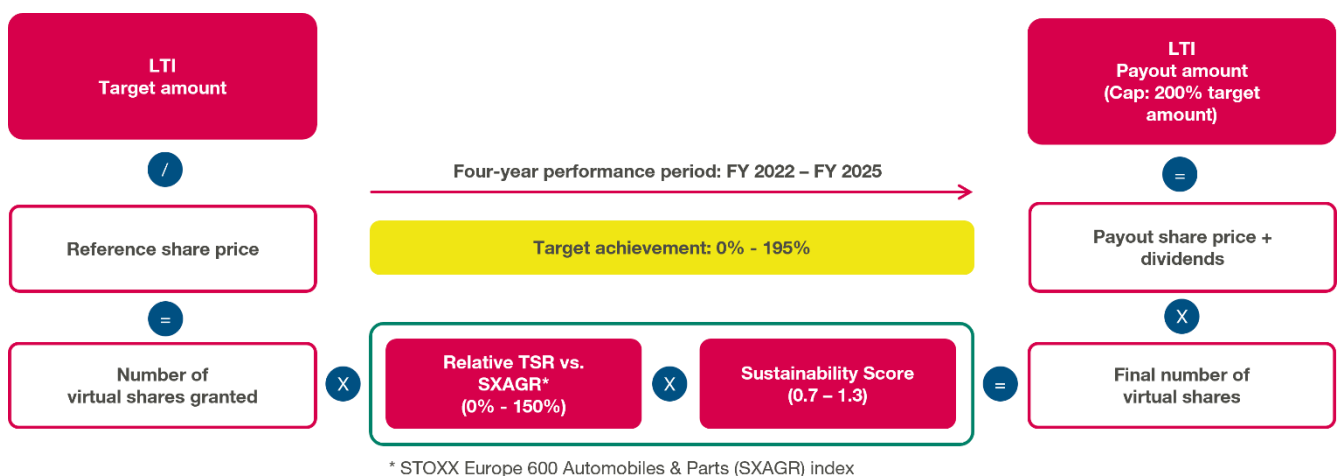 LTI
Target amount
/
Reference share price
=
Number of
virtual shares granted
X
Four-year performance period: FY 2022 – FY 2025
Target achievement: 0% - 195%
Relative TSR vs.
SXAGR*
(0% - 150%)
X
Sustainability Score
(0.7 – 1.3)
=
LTI
Payout amount
(Cap: 200% target
amount)
=
Payout share price +
dividends
X
Final number of
virtual shares
* STOXX Europe 600 Automobiles & Parts (SXAGR) index